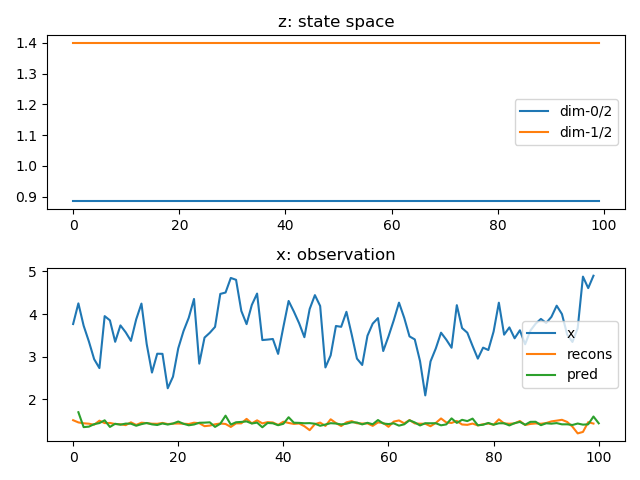 z: state space
1.4
1.3
1.2
1.1
1.0
0.9
dim-0/2
dim-1/2
0 20 40 60 80 100
x: observation
5
4
3
2
x
recons
pred
0 20 40 60 80 100